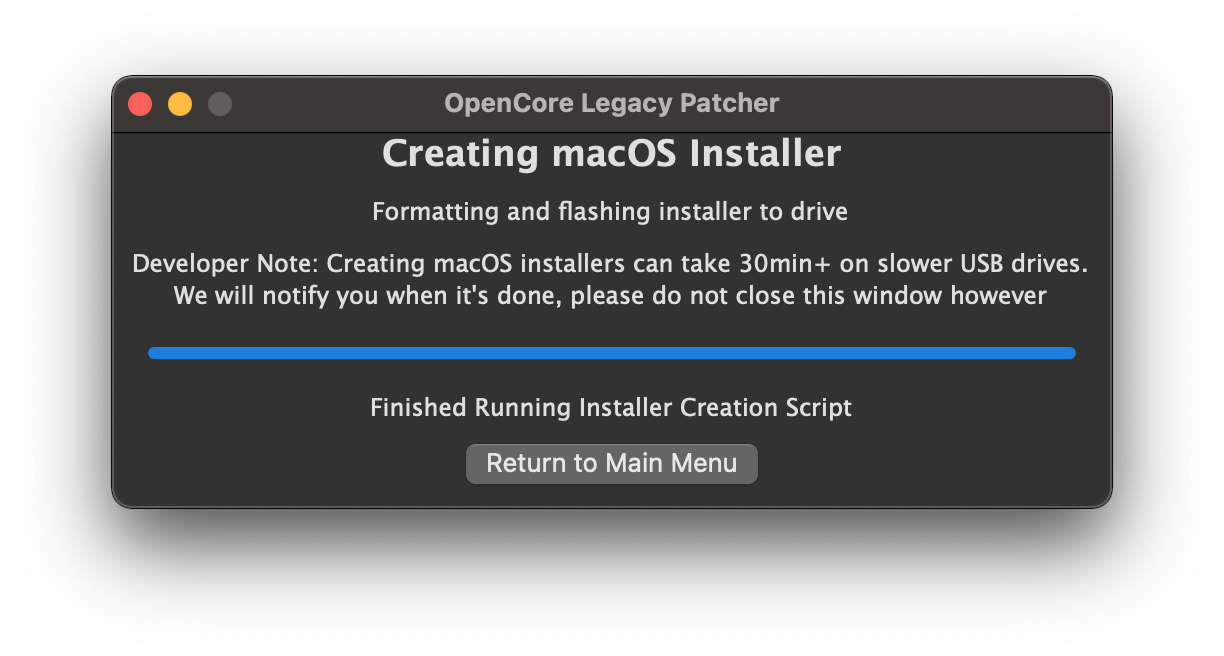 OpenCore Legacy Patcher
Creating macOS Installer
Formatting and flashing installer to drive
Developer Note: Creating macOS installers can take 30min+ on slower USB drives.
We will notify you when it's done, please do not close this window however
Finished Running Installer Creation Script
Return to Main Menu